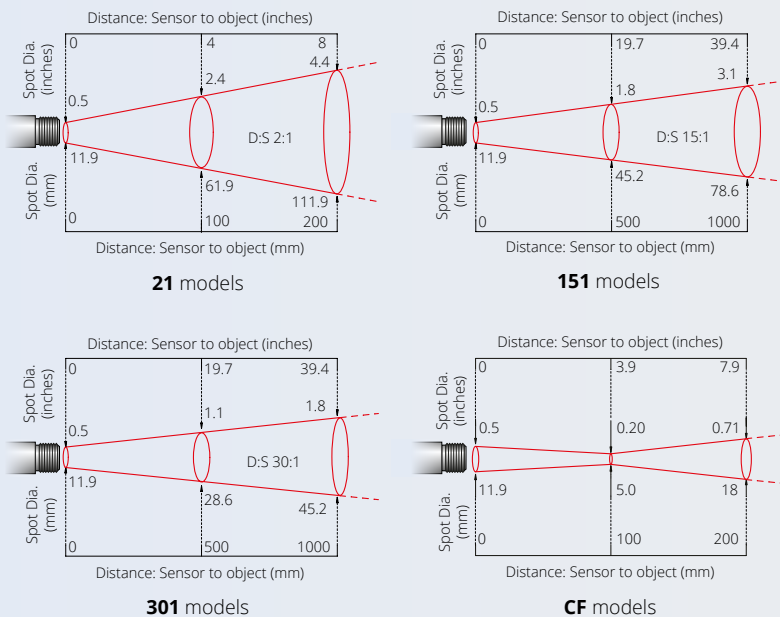 Distance: Sensor to object (inches)
0 4 8
Spot Dia.
(inches)
4.4
2.4
0.5
D:S 2:1
11.9
61.9
111.9
Spot Dia.
(mm)
0 100 200
Distance: Sensor to object (mm)
21 models
Distance: Sensor to object (inches)
0 19.7 39.4
Spot Dia.
(inches)
3.1
1.8
0.5
D:S 15:1
11.9
45.2
78.6
Spot Dia.
(mm)
0 500 1000
Distance: Sensor to object (mm)
151 models
Distance: Sensor to object (inches)
0 19.7 39.4
Spot Dia.
(inches)
1.1 1.8
0.5
D:S 30:1
11.9
28.6
45.2
Spot Dia.
(mm)
0 500 1000
Distance: Sensor to object (mm)
301 models
Distance: Sensor to object (inches)
0 3.9 7.9
Spot Dia.
(inches)
0.5 0.20 0.71
11.9 5.0 18
Spot Dia.
(mm)
0 100 200
Distance: Sensor to object (mm)
CF models